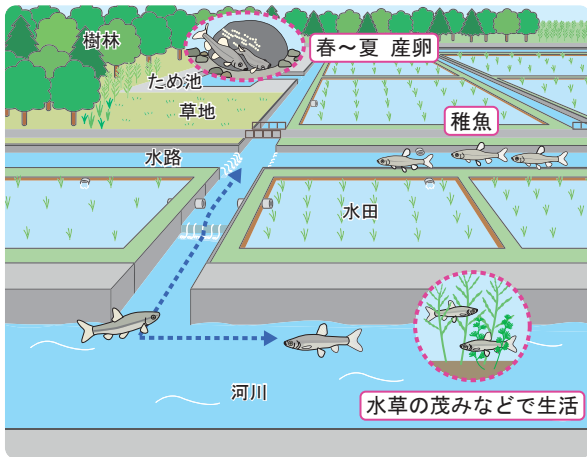 樹林
春～夏 産卵
ため池
草地
稚魚
水路
水田
河川
水草の茂みなどで生活